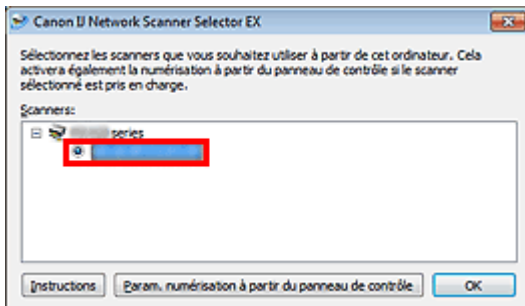 Canon IJ Network Scanner Selector EX
Sélectionnez les scanners que vous souhaitez utiliser à partir de cet ordinateur. Cela
activera également la numérisation à partir du panneau de contrôle si le scanner
sélectionné est pris en charge.
Scanners:
series
Instructions
Param. numérisation à partir du panneau de contrôle
OK